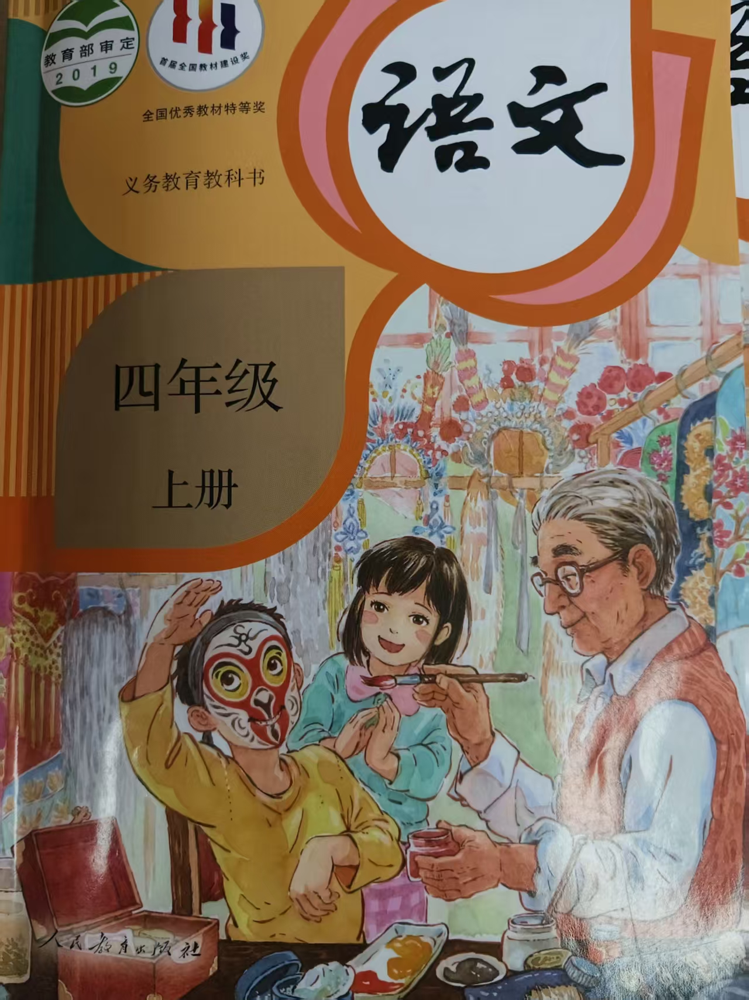 教育部审定
2019
首届全国教材建设奖
全国优秀教材特等奖
义务教育教科书
语文
四年级
上册
人民教育出版社